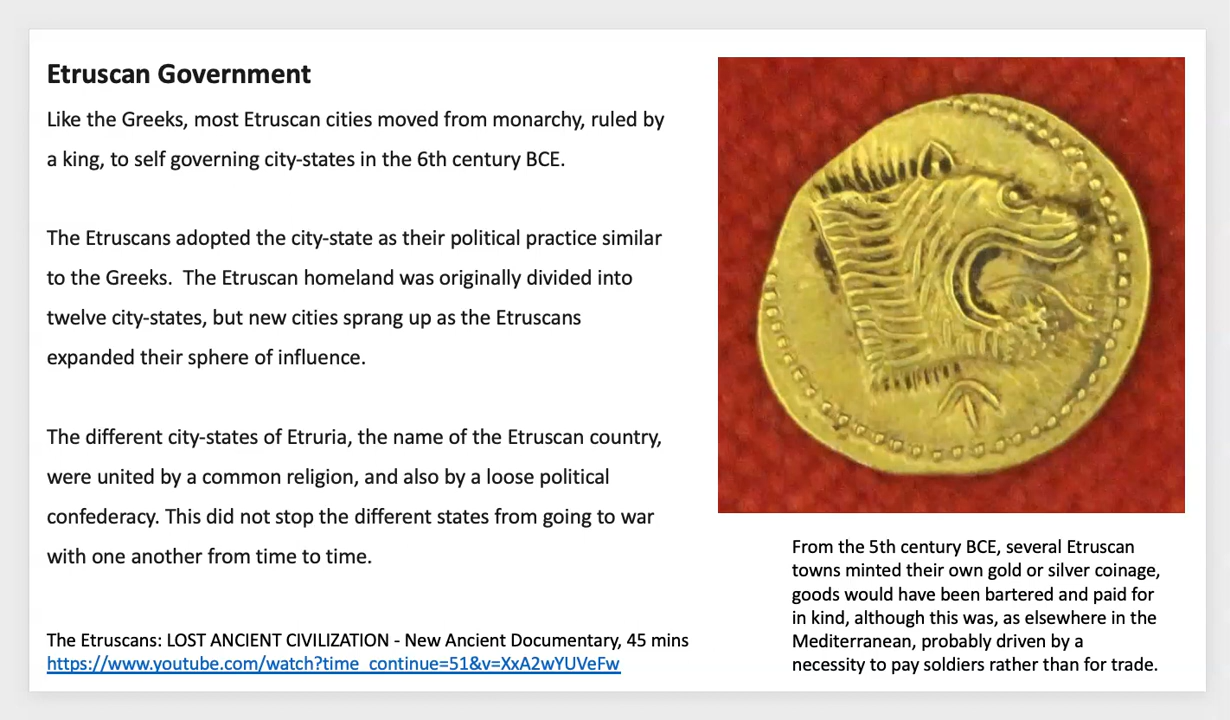 Etruscan Government
Like the Greeks, most Etruscan cities moved from monarchy, ruled by
a king, to self governing city-states in the 6th century BCE.
The Etruscans adopted the city-state as their political practice similar
to the Greeks.  The Etruscan homeland was originally divided into
twelve city-states, but new cities sprang up as the Etruscans
expanded their sphere of influence.
The different city-states of Etruria, the name of the Etruscan country,
were united by a common religion, and also by a loose political
confederacy. This did not stop the different states from going to war
with one another from time to time.
The Etruscans: LOST ANCIENT CIVILIZATION - New Ancient Documentary, 45 mins
https://www.youtube.com/watch?time_continue=51&v=XxA2wYUVeFw
From the 5th century BCE, several Etruscan
towns minted their own gold or silver coinage,
goods would have been bartered and paid for
in kind, although this was, as elsewhere in the
Mediterranean, probably driven by a
necessity to pay soldiers rather than for trade.